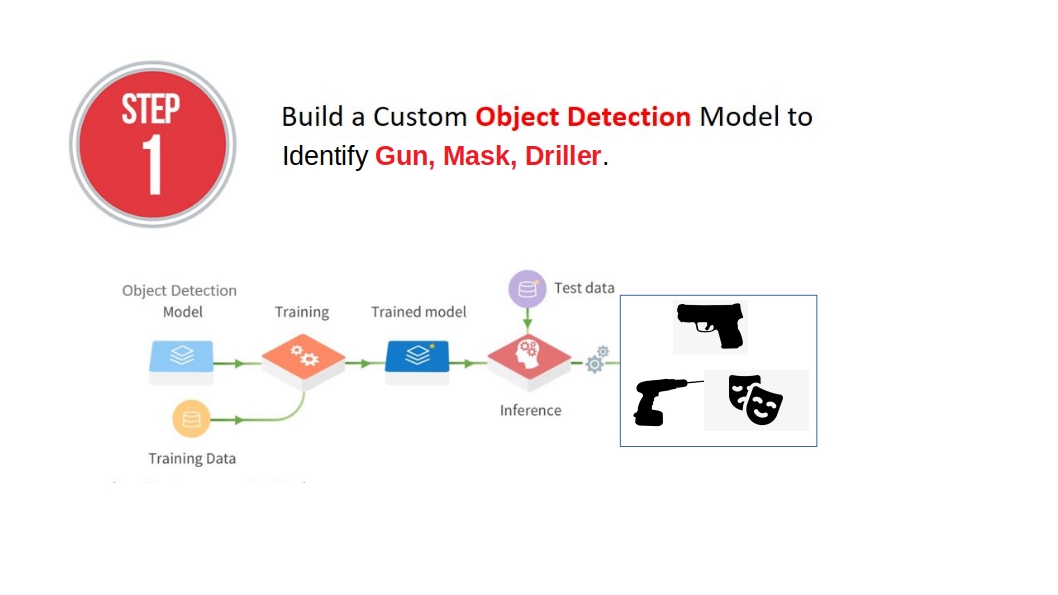 STEP
1
Build a Custom Object Detection Model to
Identify Gun, Mask, Driller.
Object Detection
Model
Training
Trained model
Test data
Inference
Training Data